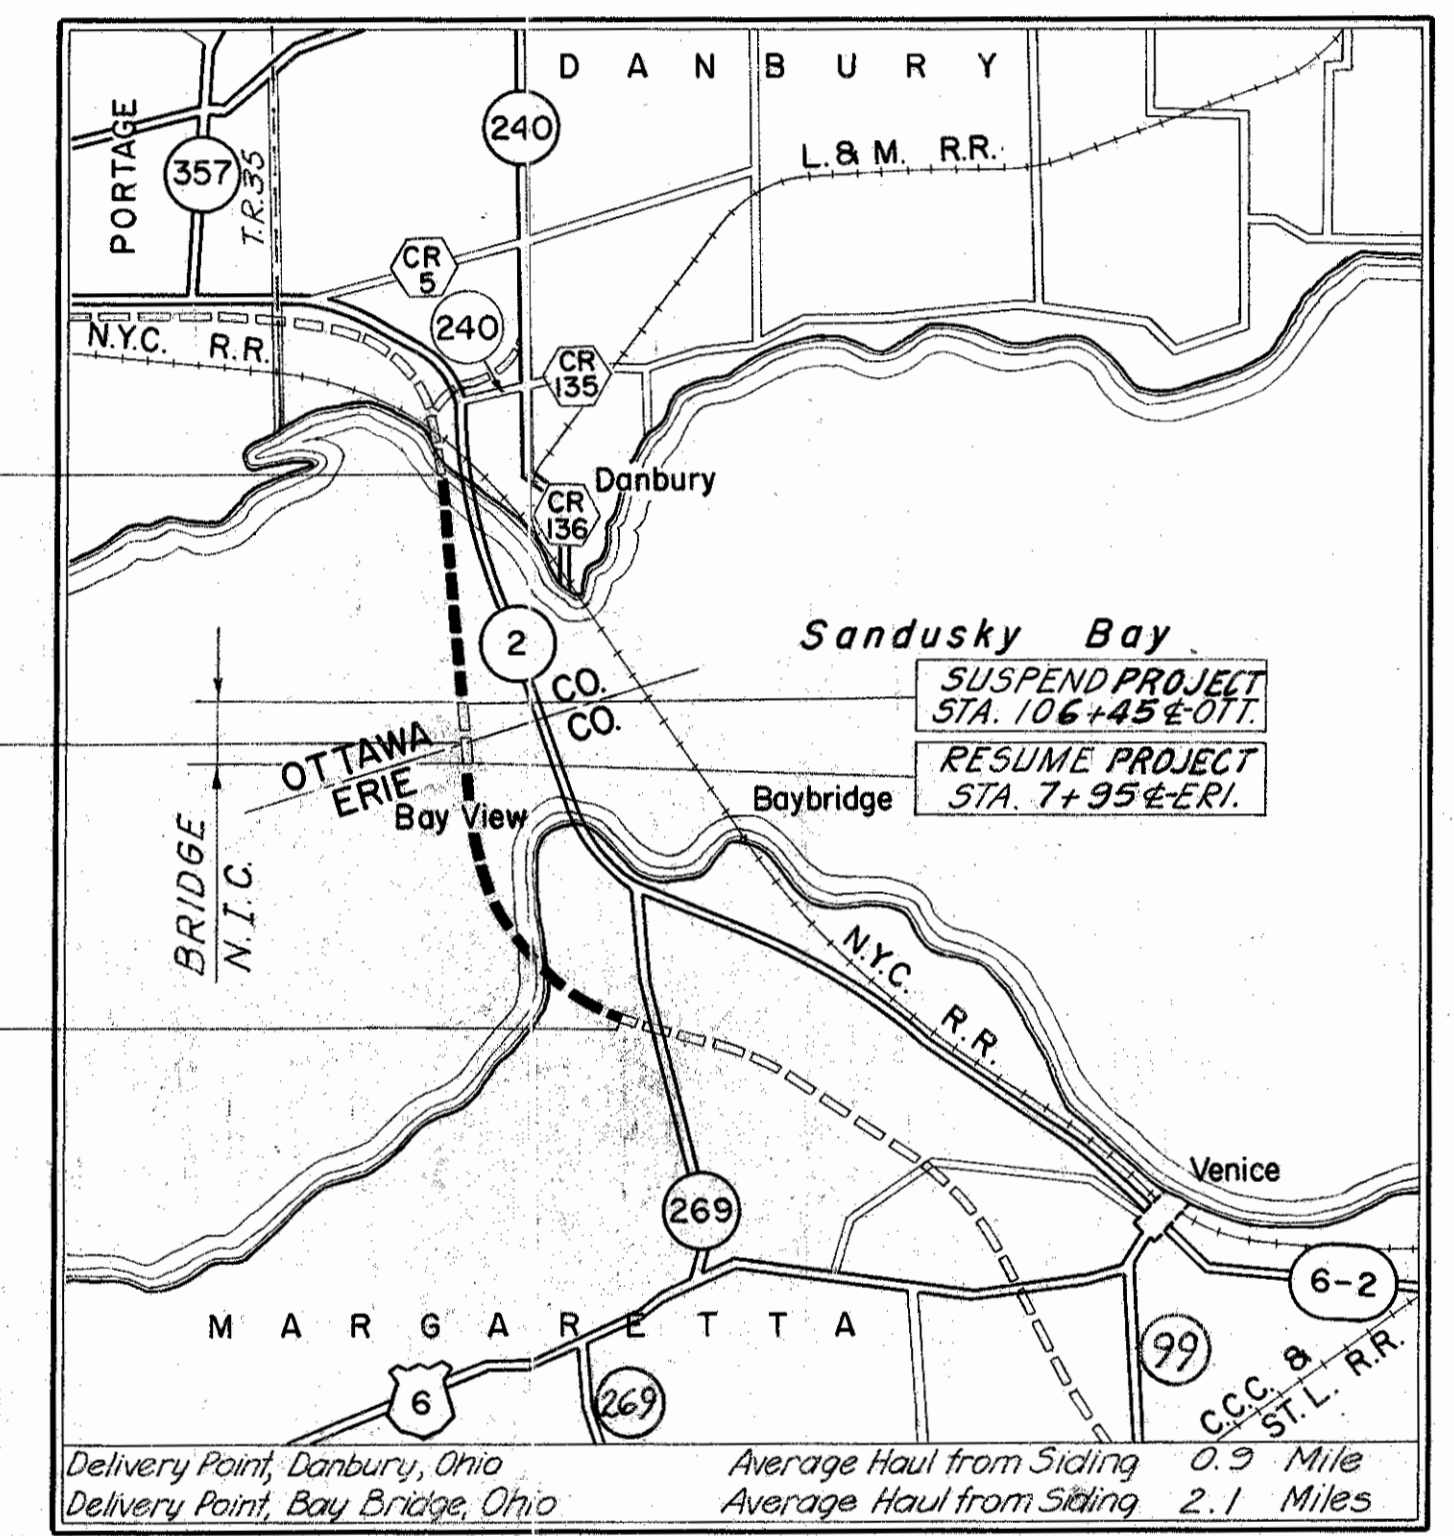 D A N B U R Y
PORTAGE
240
357
T.R.35
L. & M. R.R.
CR
5
240
N.Y.C. R.R.
CR
135
Danbury
CR
136
2
Sandusky Bay
SUSPEND PROJECT
STA. 106+45 ℄-OTT.
RESUME PROJECT
STA. 7+95 ℄-ERI.
CO.
CO.
OTTAWA
ERIE
Bay View
Baybridge
BRIDGE
N.I.C.
N.Y.C. R.R.
Venice
269
6-2
M A R G A R E T T A
99
6
269
C.C.C. &
ST. L. R.R.
Delivery Point, Danbury, Ohio Average Haul from Siding 0.9 Mile
Delivery Point, Bay Bridge, Ohio Average Haul from Siding 2.1 Miles